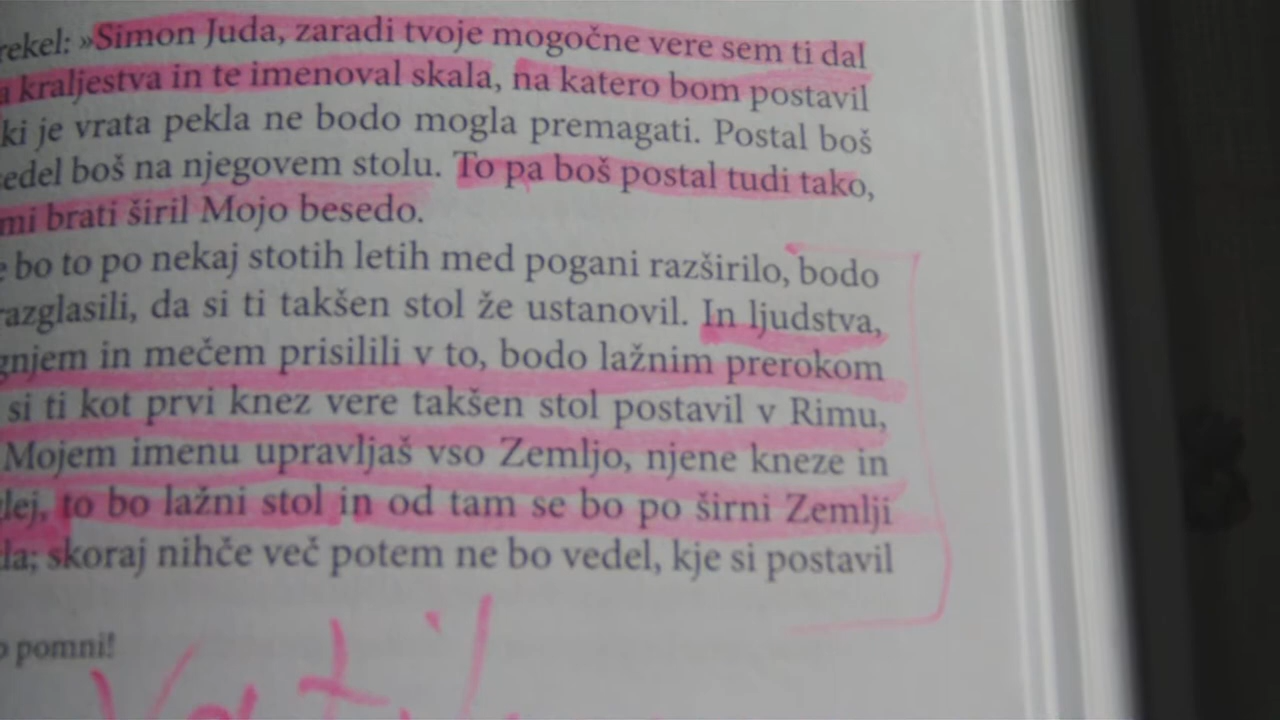 rekel: »Simon Juda, zaradi tvoje mogočne vere sem ti dal
kraljestva in te imenoval skala, na katero bom postavil
ki je vrata pekla ne bodo mogla premagati. Postal boš
sedel boš na njegovem stolu. To pa boš postal tudi tako,
mi brati širil Mojo besedo.
bo to po nekaj stotih letih med pogani razširilo, bodo
razglasili, da si ti takšen stol že ustanovil. In ljudstva,
gnjem in mečem prisilili v to, bodo lažnim prerokom
si ti kot prvi knez vere takšen stol postavil v Rimu,
Mojem imenu upravljaš vso Zemljo, njene kneze in
lej, to bo lažni stol in od tam se bo po širni Zemlji
la; skoraj nihče več potem ne bo vedel, kje si postavil
pomni!